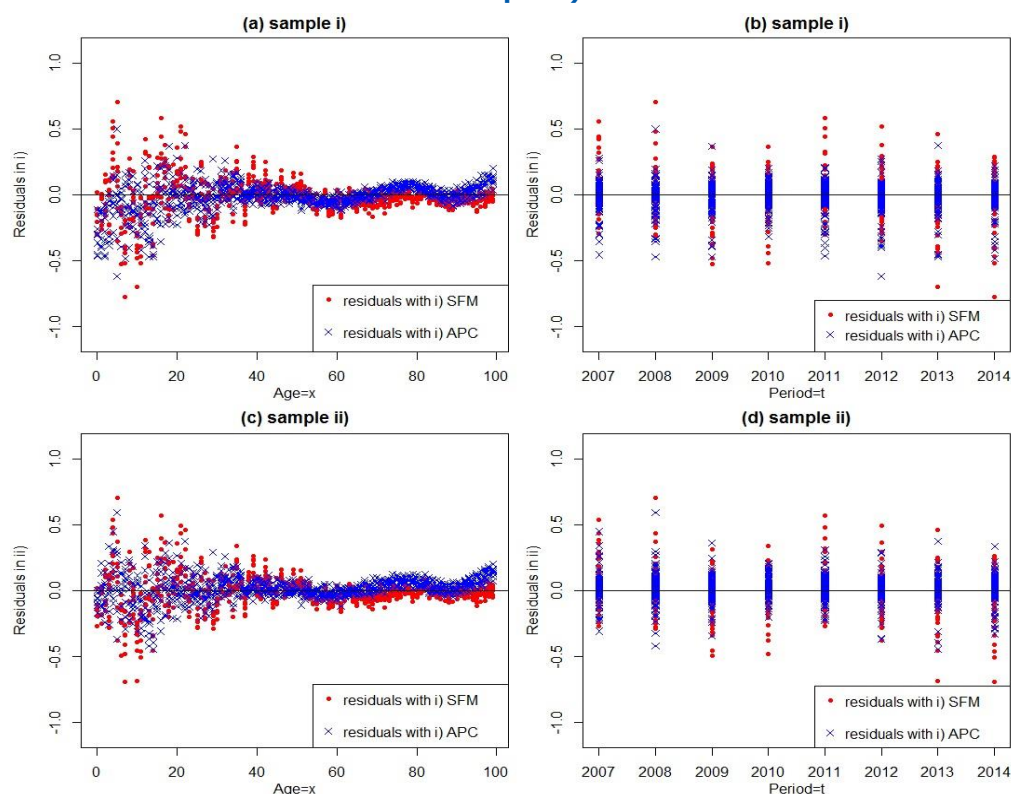 (a) sample i)
1.0
0.5
0.0
-0.5
-1.0
Residuals in i)
residuals with i) SFM
residuals with i) APC
0 20 40 60 80 100
Age=x
(b) sample i)
1.0
0.5
0.0
-0.5
-1.0
Residuals in i)
residuals with i) SFM
residuals with i) APC
2007 2008 2009 2010 2011 2012 2013 2014
Period=t
(c) sample ii)
1.0
0.5
0.0
-0.5
-1.0
Residuals in ii)
residuals with i) SFM
residuals with i) APC
0 20 40 60 80 100
Age=x
(d) sample ii)
1.0
0.5
0.0
-0.5
-1.0
Residuals in ii)
residuals with i) SFM
residuals with i) APC
2007 2008 2009 2010 2011 2012 2013 2014
Period=t